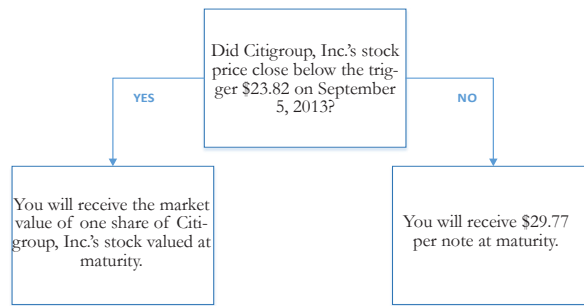 Did Citigroup, Inc.'s stock
price close below the trig-
ger $23.82 on September
5, 2013?
YES
NO
You will receive the market
value of one share of Citi-
group, Inc.'s stock valued at
maturity.
You will receive $29.77
per note at maturity.